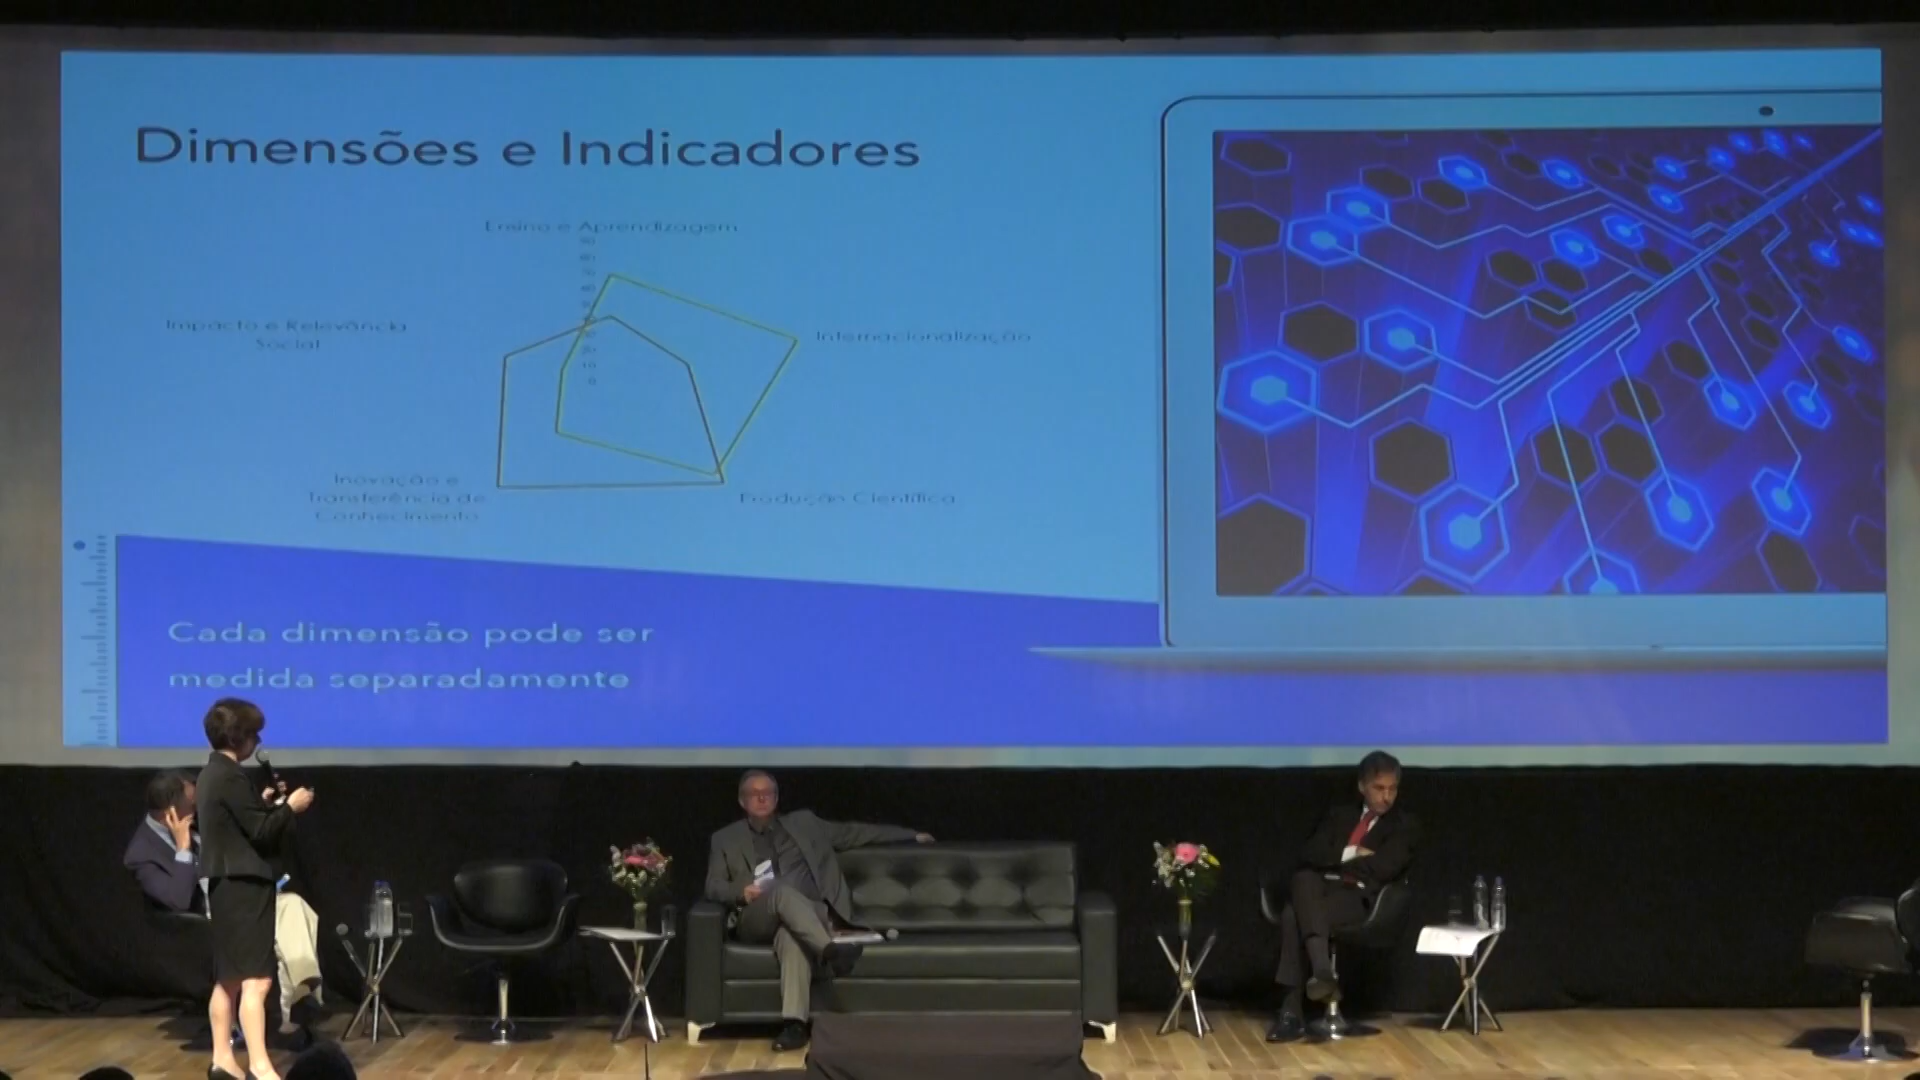 Dimensões e Indicadores
Ensino e Aprendizagem
Impacto e Relevância
Social
Internacionalização
Inovação e
Transferência de
Conhecimento
Produção Científica
Cada dimensão pode ser
medida separadamente